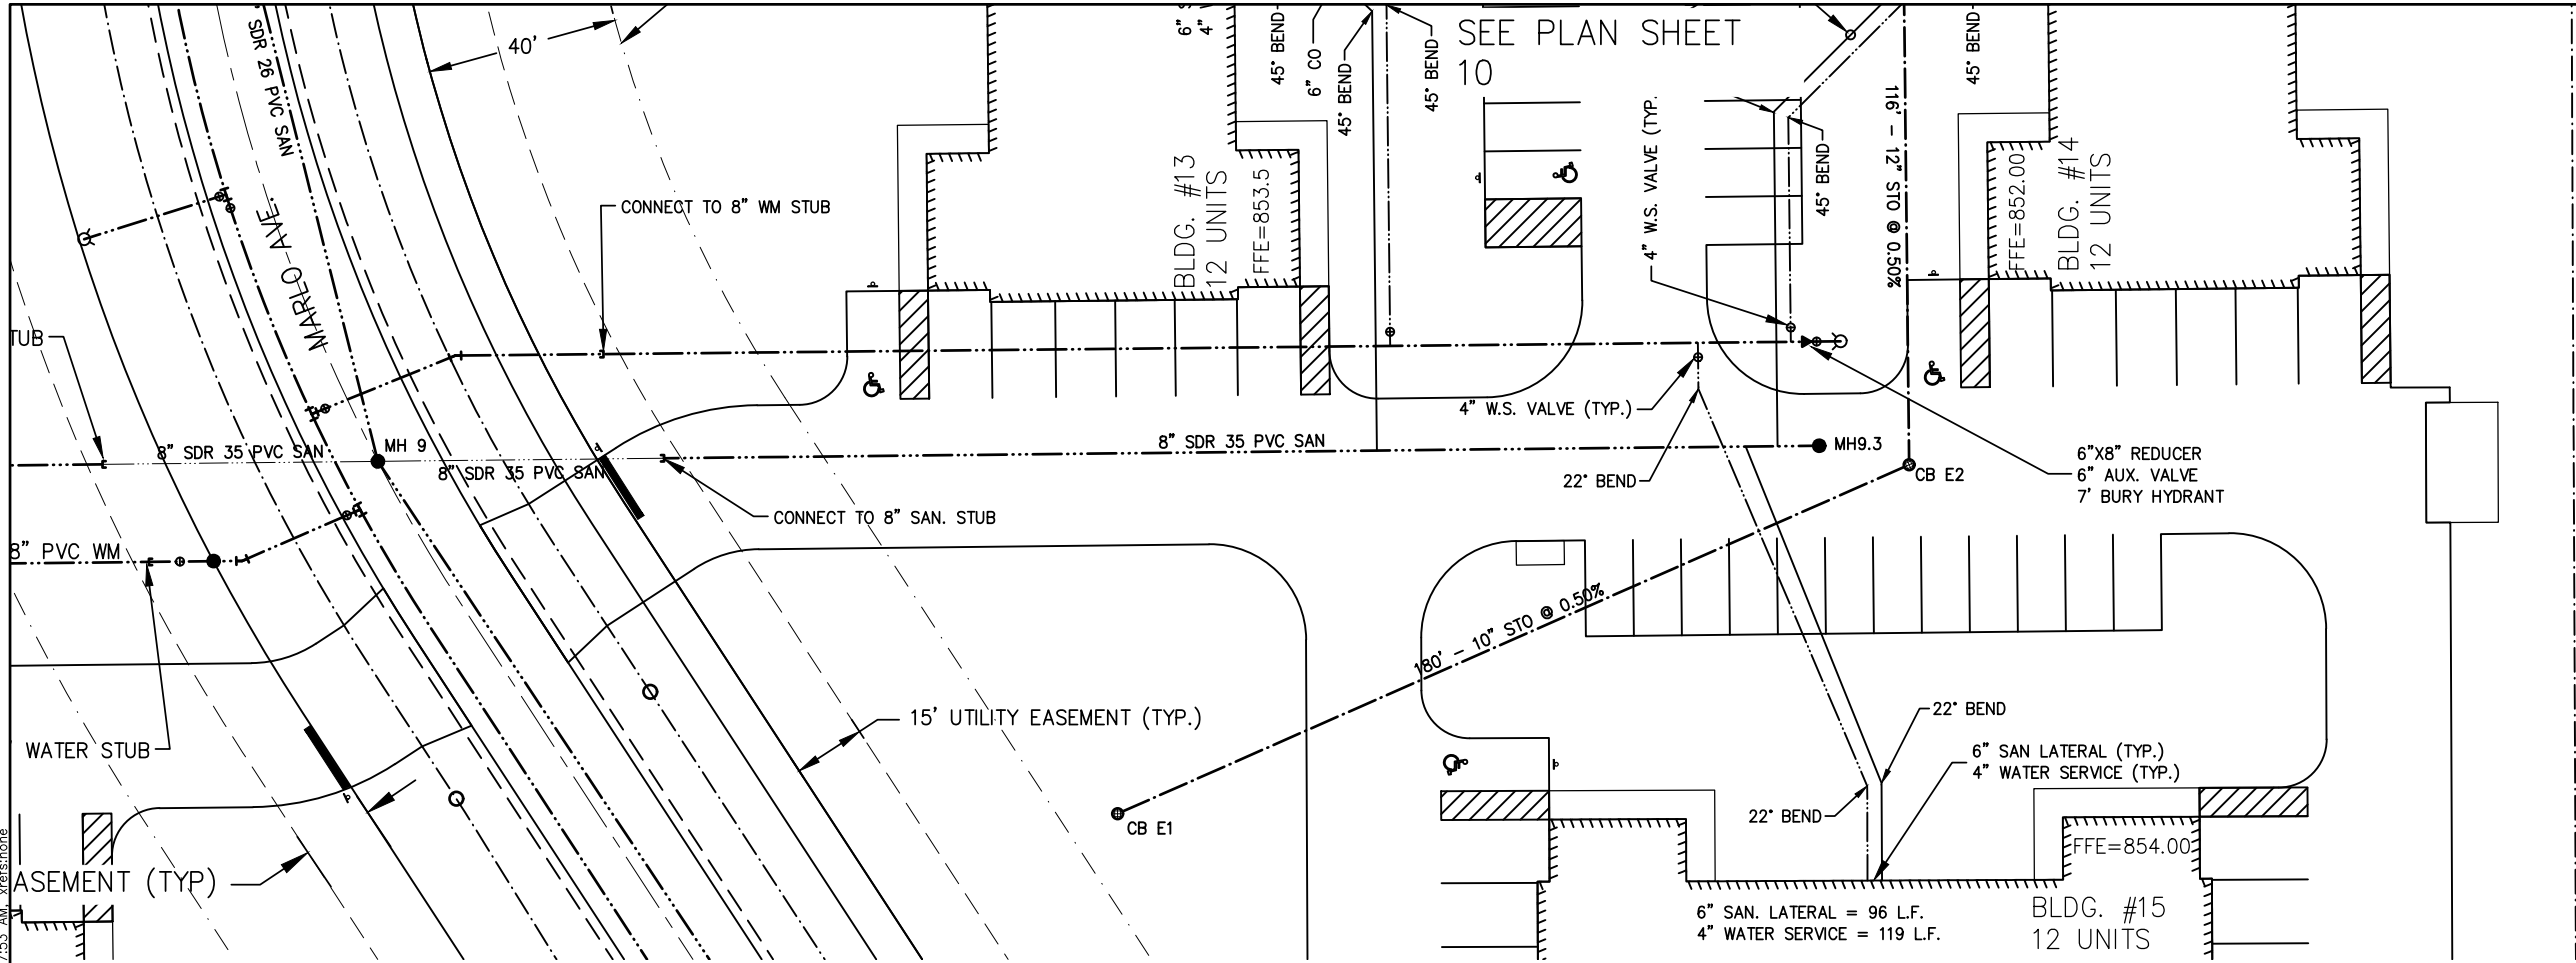 40'
SDR 26 PVC SAN
MARLO AVE.
6" S
4"
45° BEND
6" CO
45° BEND
45° BEND
SEE PLAN SHEET
10
45° BEND
4" W.S. VALVE (TYP.
45° BEND
116' - 12" STO @ 0.50%
CONNECT TO 8" WM STUB
BLDG. #13
12 UNITS
FFE=853.5
FFE=852.00
BLDG. #14
12 UNITS
TUB
4" W.S. VALVE (TYP.)
8" SDR 35 PVC SAN
MH 9
8" SDR 35 PVC SAN
8" SDR 35 PVC SAN
MH9.3
22° BEND
CB E2
6"X8" REDUCER
6" AUX. VALVE
7' BURY HYDRANT
CONNECT TO 8" SAN. STUB
8" PVC WM
180' - 10" STO @ 0.50%
15' UTILITY EASEMENT (TYP.)
WATER STUB
22° BEND
6" SAN LATERAL (TYP.)
4" WATER SERVICE (TYP.)
22° BEND
CB E1
FFE=854.00
ASEMENT (TYP)
6" SAN. LATERAL = 96 L.F.
4" WATER SERVICE = 119 L.F.
BLDG. #15
12 UNITS
7:53 AM, xrefs:none